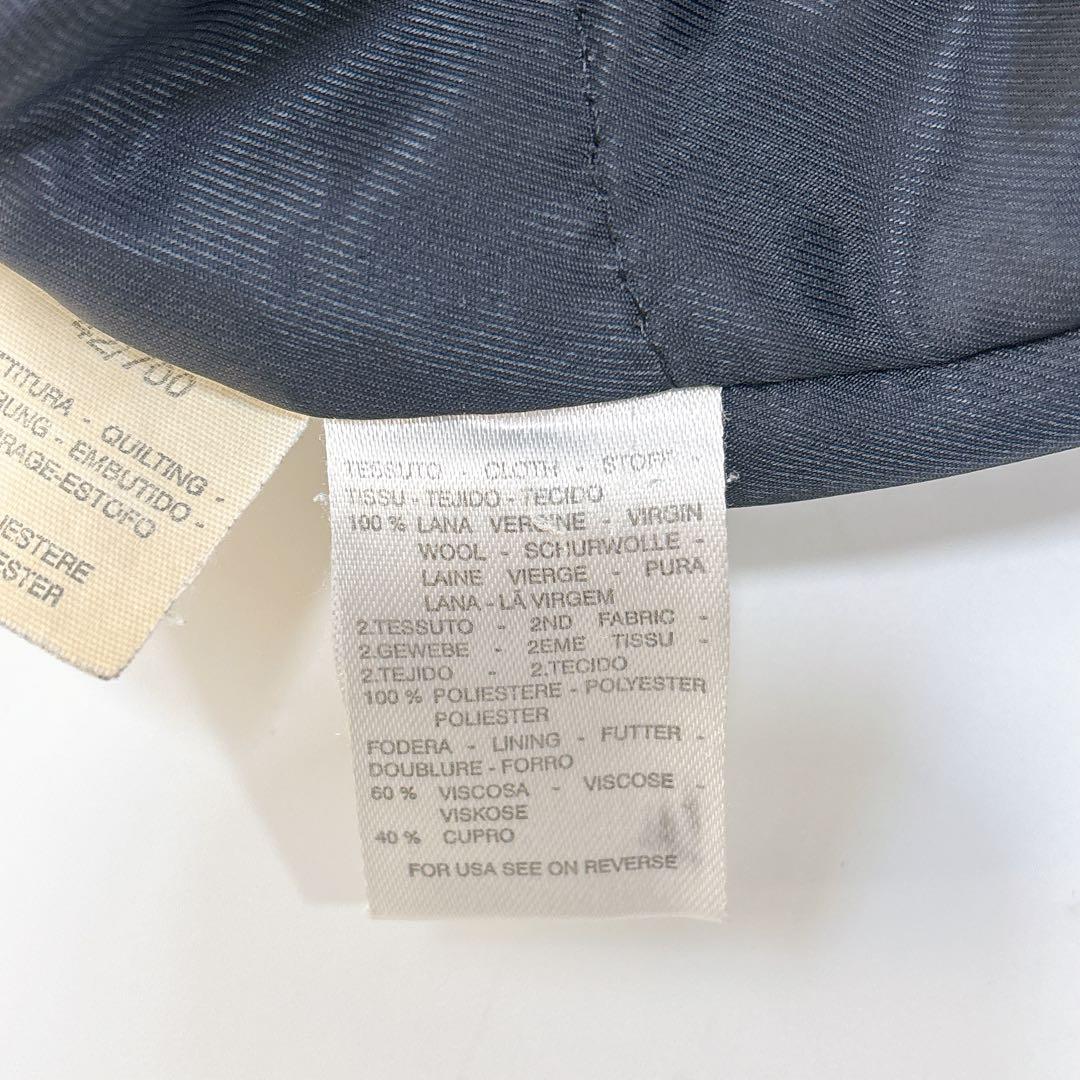 42/700
TTITURA - QUILTING -
BUNG - EMBUTIDO -
RAGE-ESTOFO
IESTERE
ESTER
TESSUTO - CLOTH - STOFF -
TISSU - TEJIDO - TECIDO
100 % LANA VERGINE - VIRGIN
WOOL - SCHURWOLLE -
LAINE VIERGE - PURA
LANA - LÃ VIRGEM
2.TESSUTO - 2ND FABRIC -
2.GEWEBE - 2EME TISSU -
2.TEJIDO - 2.TECIDO
100 % POLIESTERE - POLYESTER
POLIESTER
FODERA - LINING - FUTTER -
DOUBLURE - FORRO
60 % VISCOSA - VISCOSE -
VISKOSE
40 % CUPRO
FOR USA SEE ON REVERSE